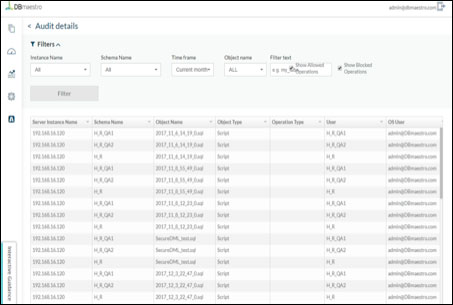 DBmaestro
admin@DBmaestro.com
< Audit details
Filters
Instance Name Schema Name Time frame Object name Filter text
All All Current month ALL e.g. my_ Show Allowed Operations Show Blocked Operations
Filter
Server Instance Name Schema Name Object Name Object Type Operation Type User OS User
192.168.16.120 H_R_QA1 2017_11_6_14_19_0.sql Script H_R_QA1 admin@DBmaestro.com
192.168.16.120 H_R_QA2 2017_11_6_14_19_0.sql Script H_R_QA2 admin@DBmaestro.com
192.168.16.120 H_R 2017_11_6_14_19_0.sql Script H_R admin@DBmaestro.com
192.168.16.120 H_R_QA1 2017_11_6_15_49_0.sql Script H_R_QA1 admin@DBmaestro.com
192.168.16.120 H_R_QA2 2017_11_6_15_49_0.sql Script H_R_QA2 admin@DBmaestro.com
192.168.16.120 H_R 2017_11_6_15_49_0.sql Script H_R admin@DBmaestro.com
192.168.16.120 H_R_QA1 2017_11_8_12_23_0.sql Script H_R_QA1 admin@DBmaestro.com
192.168.16.120 H_R_QA2 2017_11_8_12_23_0.sql Script H_R_QA2 admin@DBmaestro.com
192.168.16.120 H_R 2017_11_8_12_23_0.sql Script H_R admin@DBmaestro.com
192.168.16.120 H_R_QA1 SecureDML_test.sql Script H_R_QA1 admin@DBmaestro.com
192.168.16.120 H_R_QA2 SecureDML_test.sql Script H_R_QA2 admin@DBmaestro.com
192.168.16.120 H_R SecureDML_test.sql Script H_R admin@DBmaestro.com
192.168.16.120 H_R_QA1 2017_12_3_22_47_0.sql Script H_R_QA1 admin@DBmaestro.com
192.168.16.120 H_R_QA2 2017_12_3_22_47_0.sql Script H_R_QA2 admin@DBmaestro.com
192.168.16.120 H_R 2017_12_3_22_47_0.sql Script H_R admin@DBmaestro.com
Interactive Guidance